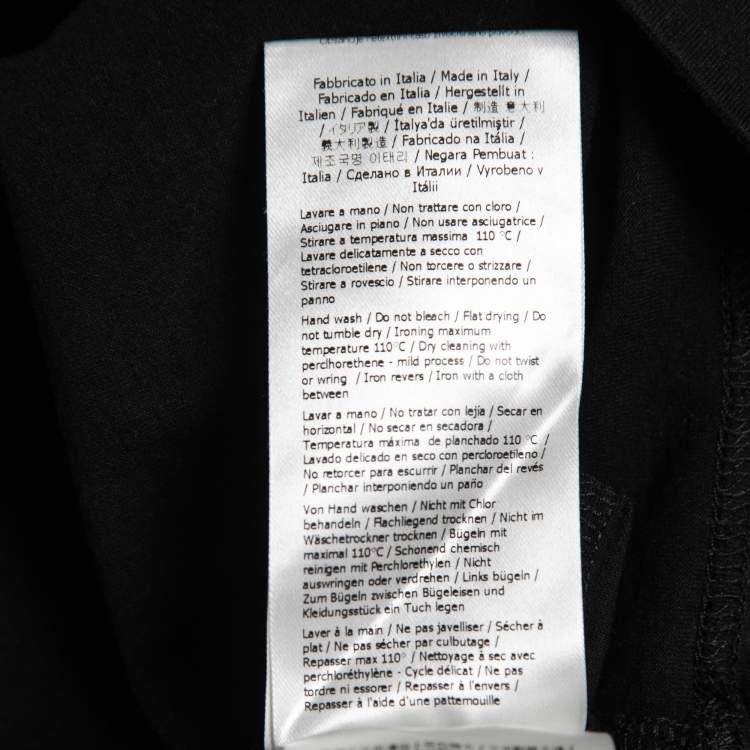 Fabbricato in Italia / Made in Italy /
Fabricado en Italia / Hergestellt in
Italien / Fabriqué en Italie / 制造 意大利
/イタリア製 / İtalya'da üretilmiştir /
義大利製造 / Fabricado na Itália /
제조국명 이태리 / Negara Pembuat :
Italia / Сделано в Италии / Vyrobeno v
Itálii
Lavare a mano / Non trattare con cloro /
Asciugare in piano / Non usare asciugatrice /
Stirare a temperatura massima 110 °C /
Lavare delicatamente a secco con
tetracloroetilene / Non torcere o strizzare /
Stirare a rovescio / Stirare interponendo un
panno
Hand wash / Do not bleach / Flat drying / Do
not tumble dry / Ironing maximum
temperature 110°C / Dry cleaning with
perclhorethene - mild process / Do not twist
or wring / Iron revers / Iron with a cloth
between
Lavar a mano / No tratar con lejía / Secar en
horizontal / No secar en secadora /
Temperatura máxima de planchado 110 °C /
Lavado delicado en seco con percloroetileno /
No retorcer para escurrir / Planchar del revés
/ Planchar interponiendo un paño
Von Hand waschen / Nicht mit Chlor
behandeln / Flachliegend trocknen / Nicht im
Wäschetrockner trocknen / Bügeln mit
maximal 110°C / Schonend chemisch
reinigen mit Perchlorethylen / Nicht
auswringen oder verdrehen / Links bügeln /
Zum Bügeln zwischen Bügeleisen und
Kleidungsstück ein Tuch legen
Laver à la main / Ne pas javelliser / Sécher à
plat / Ne pas sécher par culbutage /
Repasser max 110° / Nettoyage à sec avec
perchloréthylène - Cycle délicat / Ne pas
tordre ni essorer / Repasser à l'envers /
Repasser à l'aide d'une pattemouille